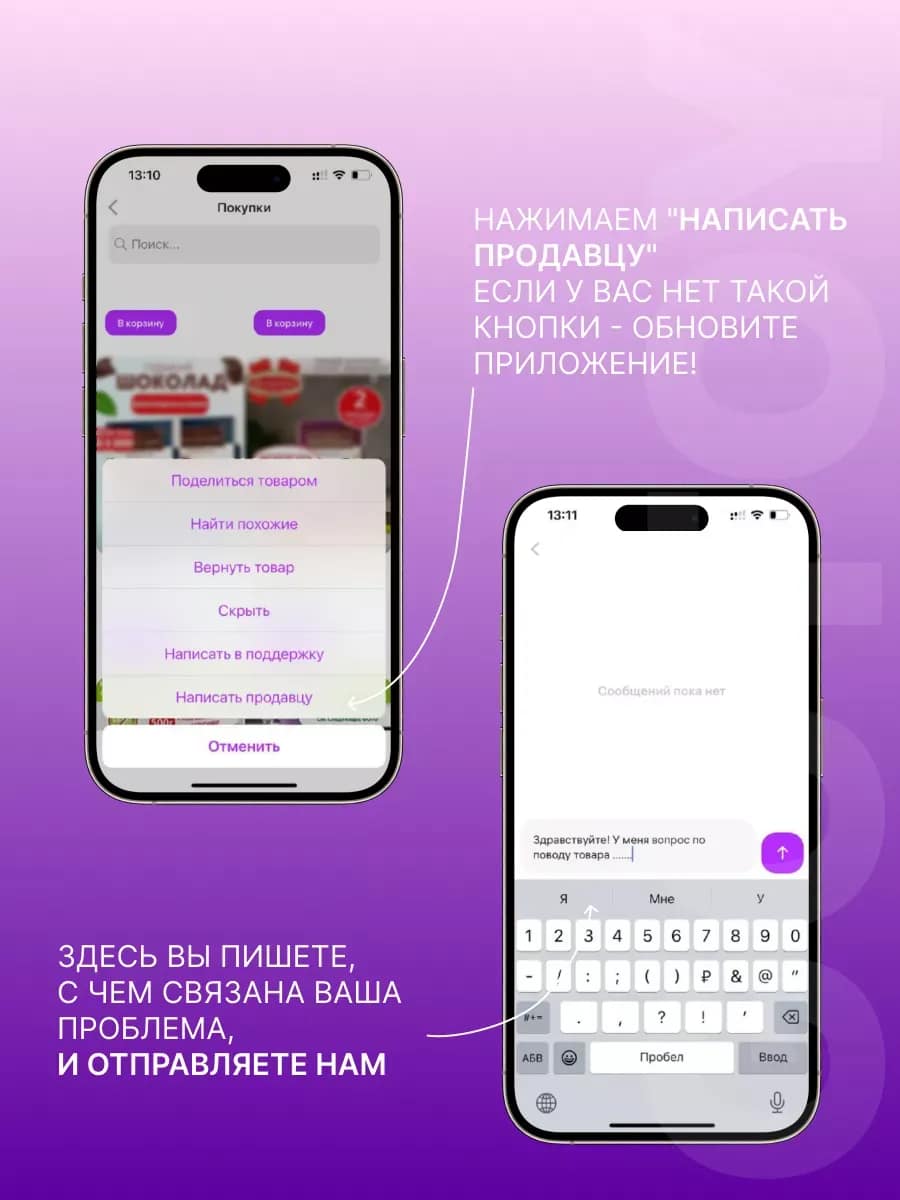 13:10
Покупки
Поиск...
В корзину
В корзину
ШОКОЛАД
2
Поделиться товаром
Найти похожие
Вернуть товар
Скрыть
Написать в поддержку
Написать продавцу
Отменить
НАЖИМАЕМ "НАПИСАТЬ
ПРОДАВЦУ"
ЕСЛИ У ВАС НЕТ ТАКОЙ
КНОПКИ - ОБНОВИТЕ
ПРИЛОЖЕНИЕ!
13:11
Сообщений пока нет
Здравствуйте! У меня вопрос по
поводу товара .......
Я Мне У
1 2 3 4 5 6 7 8 9 0
- / : ; ( ) ₽ & @ "
#+= . , ? ! '
АБВ Пробел Ввод
ЗДЕСЬ ВЫ ПИШЕТЕ,
С ЧЕМ СВЯЗАНА ВАША
ПРОБЛЕМА,
И ОТПРАВЛЯЕТЕ НАМ